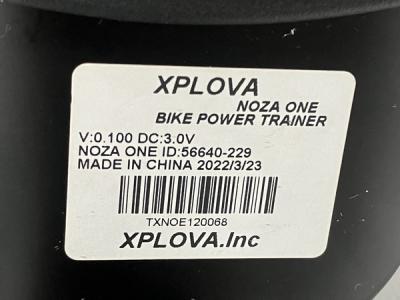 XPLOVA
NOZA ONE
BIKE POWER TRAINER
V:0.100 DC:3.0V
NOZA ONE ID:56640-229
MADE IN CHINA 2022/3/23
TXNOE120068
XPLOVA.Inc